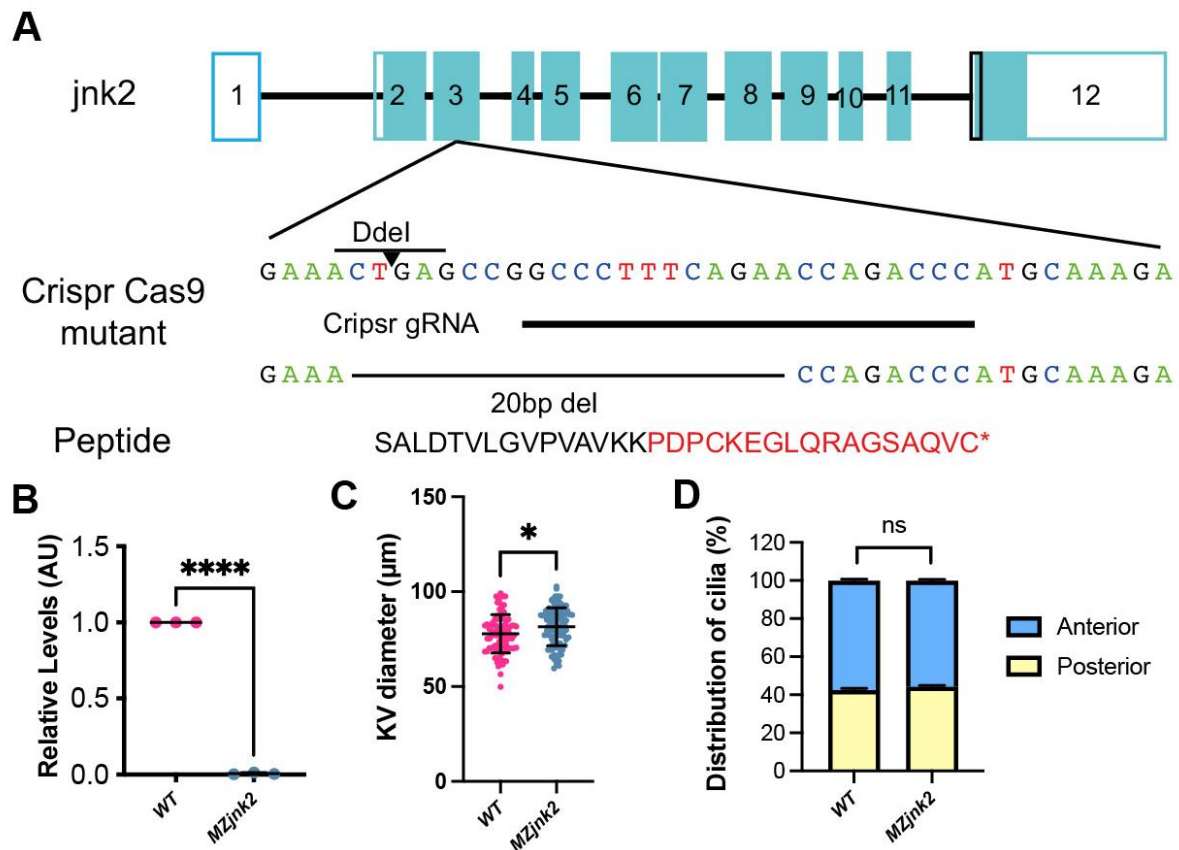 A
jnk2
1 2 3 4 5 6 7 8 9 10 11 12
DdeI
GAAACTGAGCCGGCCCTTTCAGAACCAGACCCATGCAAAGA
Crispr Cas9
mutant
Cripsr gRNA
GAAA CCAGACCCATGCAAAGA
20bp del
Peptide
SALDTVLGVPVAVKKPDPCKEGLQRAGSAQVC*
B
Relative Levels (AU)
1.5
1.0
0.5
0.0
****
WT
MZjnk2
C
KV diameter (μm)
150
100
50
0
*
WT
MZjnk2
D
Distribution of cilia (%)
120
100
80
60
40
20
0
ns
WT
MZjnk2
Anterior
Posterior